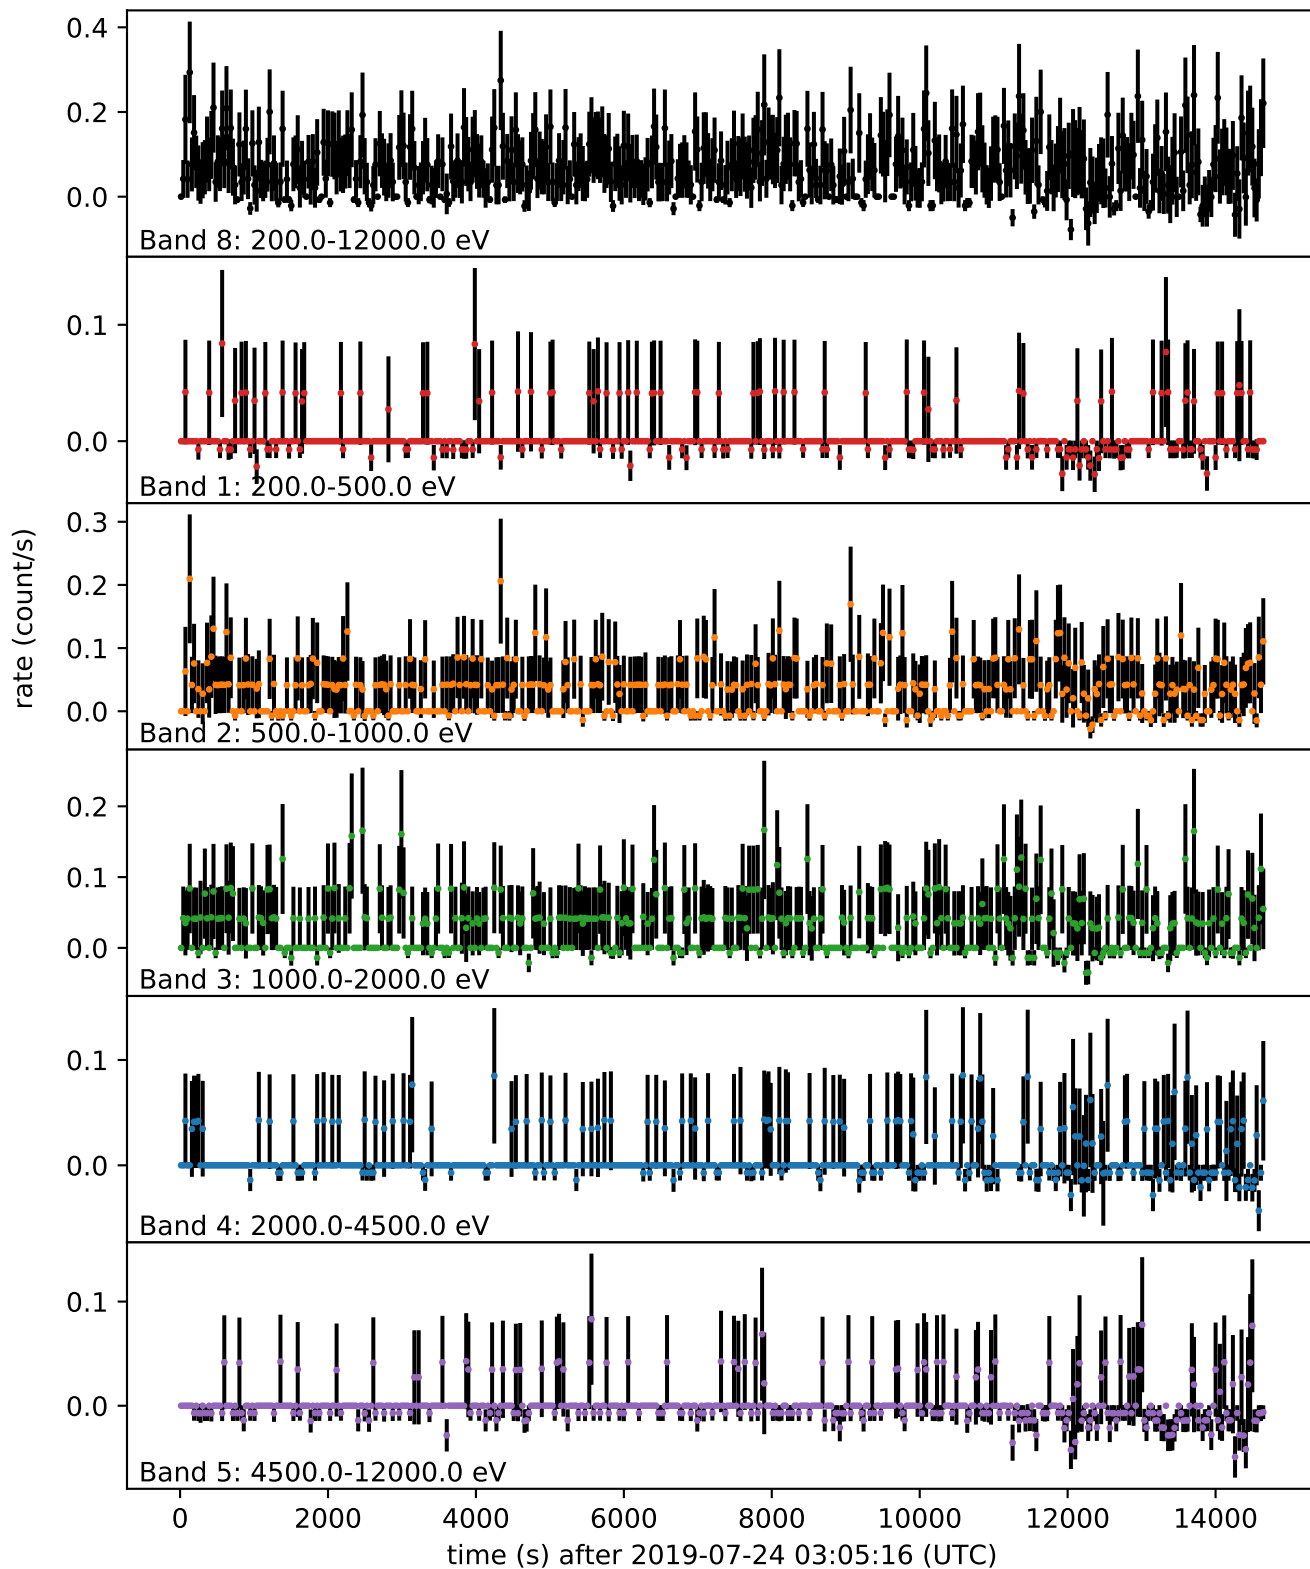 0.4
0.2
0.0
Band 8: 200.0-12000.0 eV
0.1
0.0
Band 1: 200.0-500.0 eV
0.3
0.2
0.1
0.0
Band 2: 500.0-1000.0 eV
rate (count/s)
0.2
0.1
0.0
Band 3: 1000.0-2000.0 eV
0.1
0.0
Band 4: 2000.0-4500.0 eV
0.1
0.0
Band 5: 4500.0-12000.0 eV
0 2000 4000 6000 8000 10000 12000 14000
time (s) after 2019-07-24 03:05:16 (UTC)